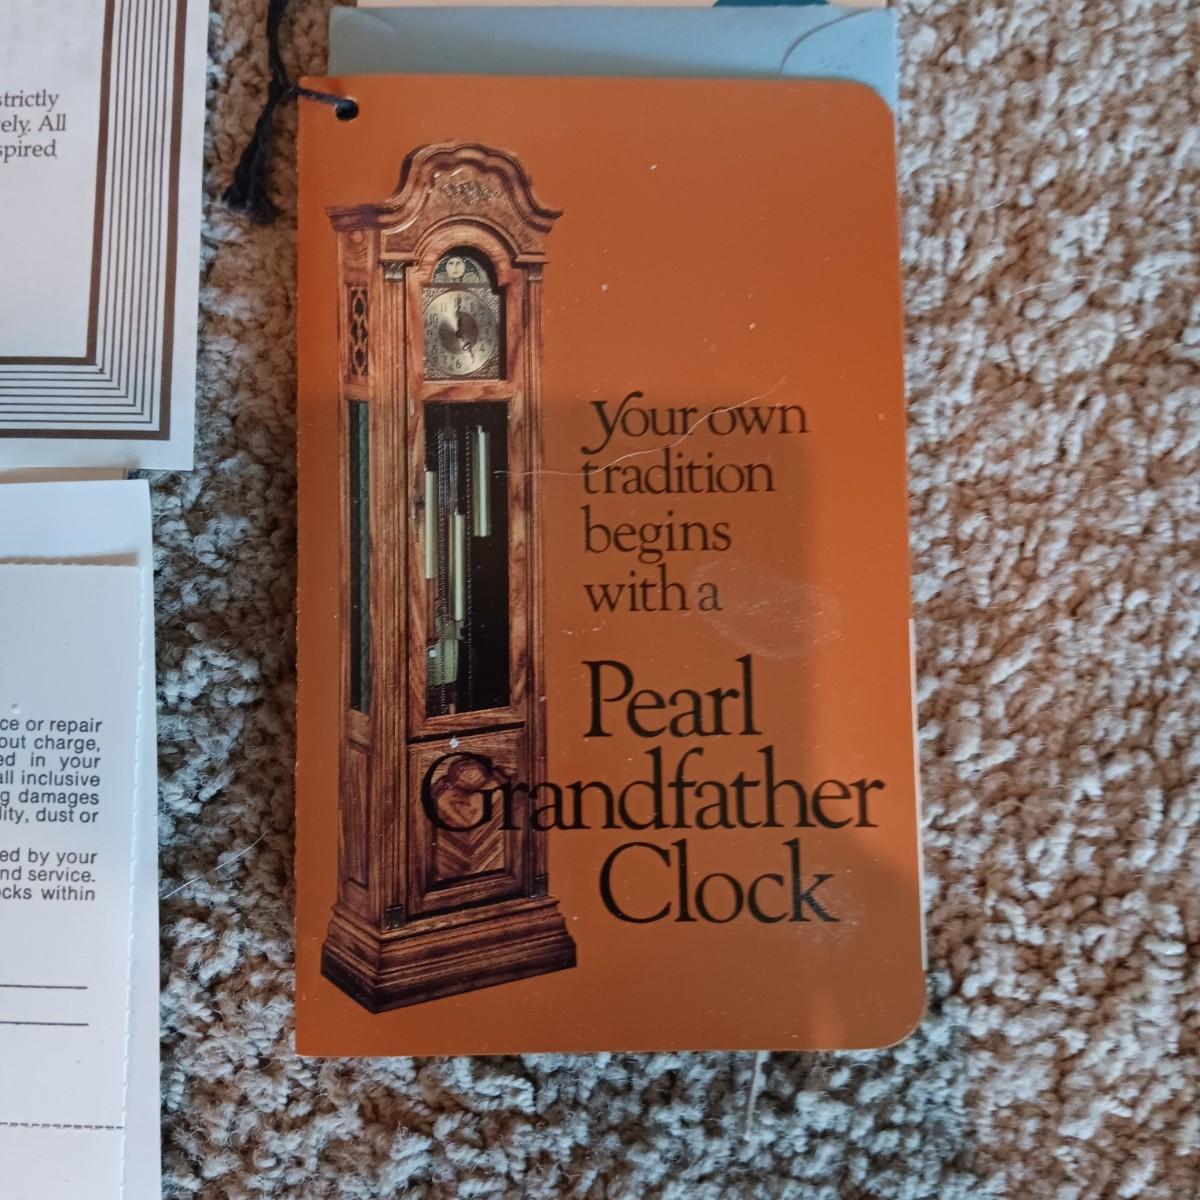 strictly
ely. All
spired
your own
tradition
begins
with a
Pearl
Grandfather
Clock
ce or repair
out charge,
ed in your
all inclusive
g damages
lity, dust or
ed by your
nd service.
ocks within